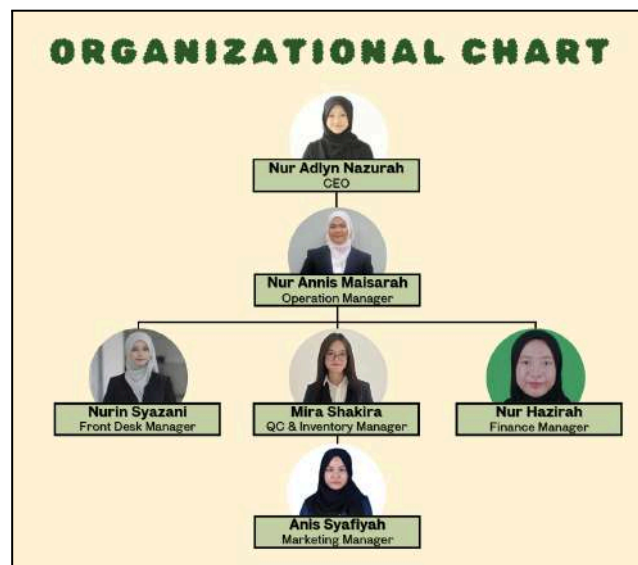 ORGANIZATIONAL CHART
Nur Adlyn Nazurah
CEO
Nur Annis Maisarah
Operation Manager
Nurin Syazani
Front Desk Manager
Mira Shakira
QC & Inventory Manager
Nur Hazirah
Finance Manager
Anis Syafiyah
Marketing Manager